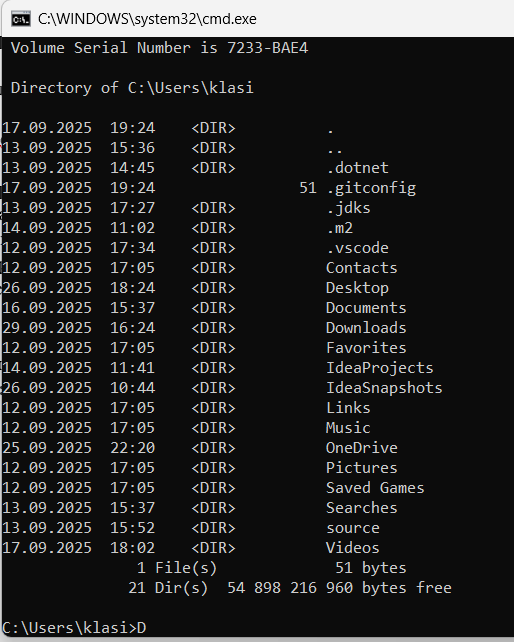 C:\WINDOWS\system32\cmd.exe
Volume Serial Number is 7233-BAE4
Directory of C:\Users\klasi
17.09.2025  19:24    <DIR>          .
13.09.2025  15:36    <DIR>          ..
13.09.2025  14:45    <DIR>          .dotnet
17.09.2025  19:24                51 .gitconfig
13.09.2025  17:27    <DIR>          .jdks
14.09.2025  11:02    <DIR>          .m2
12.09.2025  17:34    <DIR>          .vscode
12.09.2025  17:05    <DIR>          Contacts
26.09.2025  18:24    <DIR>          Desktop
16.09.2025  15:37    <DIR>          Documents
29.09.2025  16:24    <DIR>          Downloads
12.09.2025  17:05    <DIR>          Favorites
14.09.2025  11:41    <DIR>          IdeaProjects
26.09.2025  10:44    <DIR>          IdeaSnapshots
12.09.2025  17:05    <DIR>          Links
12.09.2025  17:05    <DIR>          Music
25.09.2025  22:20    <DIR>          OneDrive
12.09.2025  17:05    <DIR>          Pictures
12.09.2025  17:05    <DIR>          Saved Games
13.09.2025  15:37    <DIR>          Searches
13.09.2025  15:52    <DIR>          source
17.09.2025  18:02    <DIR>          Videos
1 File(s)             51 bytes
21 Dir(s)  54 898 216 960 bytes free
C:\Users\klasi>D